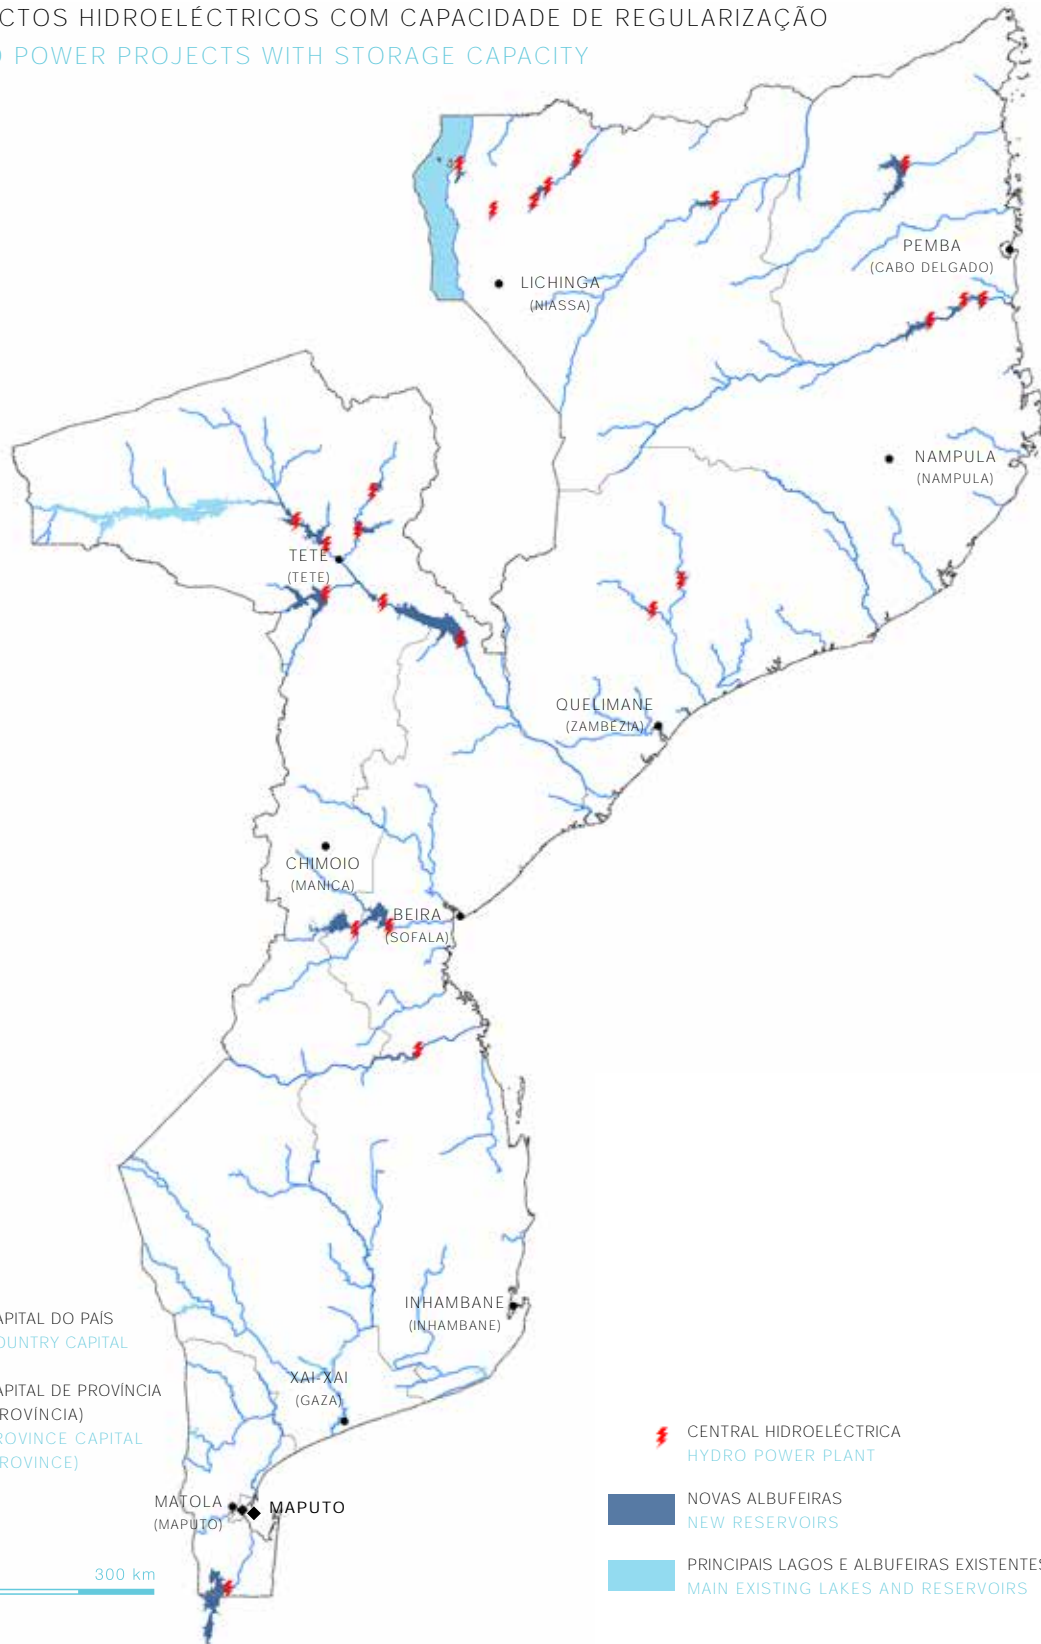 CTOS HIDROELÉCTRICOS COM CAPACIDADE DE REGULARIZAÇÃO
POWER PROJECTS WITH STORAGE CAPACITY
PEMBA
(CABO DELGADO)
LICHINGA
(NIASSA)
NAMPULA
(NAMPULA)
TETE
(TETE)
QUELIMANE
(ZAMBÉZIA)
CHIMOIO
(MANICA)
BEIRA
(SOFALA)
INHAMBANE
(INHAMBANE)
APITAL DO PAÍS
OUNTRY CAPITAL
XAI-XAI
(GAZA)
APITAL DE PROVÍNCIA
ROVÍNCIA)
ROVINCE CAPITAL
ROVINCE)
MATOLA
(MAPUTO)
MAPUTO
300 km
CENTRAL HIDROELÉCTRICA
HYDRO POWER PLANT
NOVAS ALBUFEIRAS
NEW RESERVOIRS
PRINCIPAIS LAGOS E ALBUFEIRAS EXISTENTES
MAIN EXISTING LAKES AND RESERVOIRS